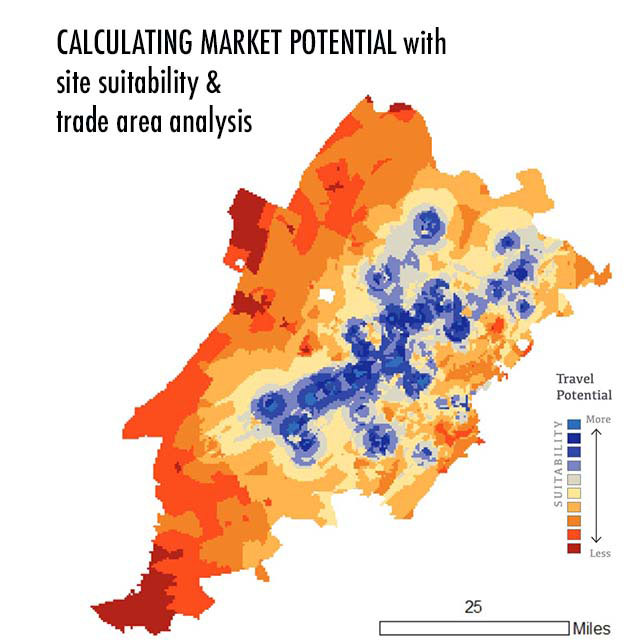 CALCULATING MARKET POTENTIAL with
site suitability &
trade area analysis
Travel
Potential
More
SUITABILITY
Less
25
Miles